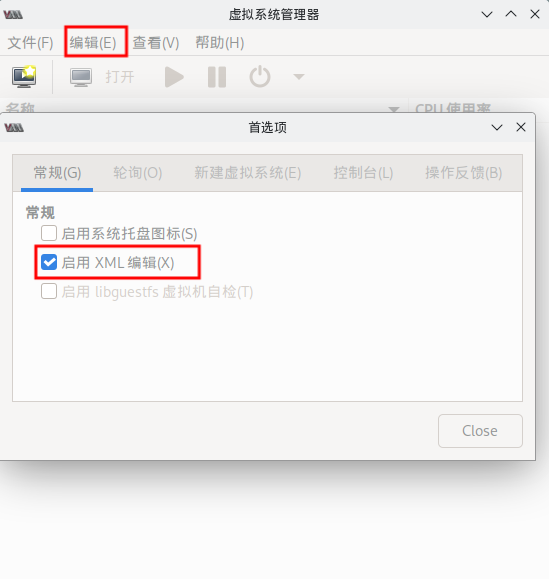 虚拟系统管理器
文件(F) 编辑(E) 查看(V) 帮助(H)
打开
名称 CPU 使用率
首选项
常规(G) 轮询(O) 新建虚拟系统(E) 控制台(L) 操作反馈(B)
常规
启用系统托盘图标(S)
启用 XML 编辑(X)
启用 libguestfs 虚拟机自检(T)
Close